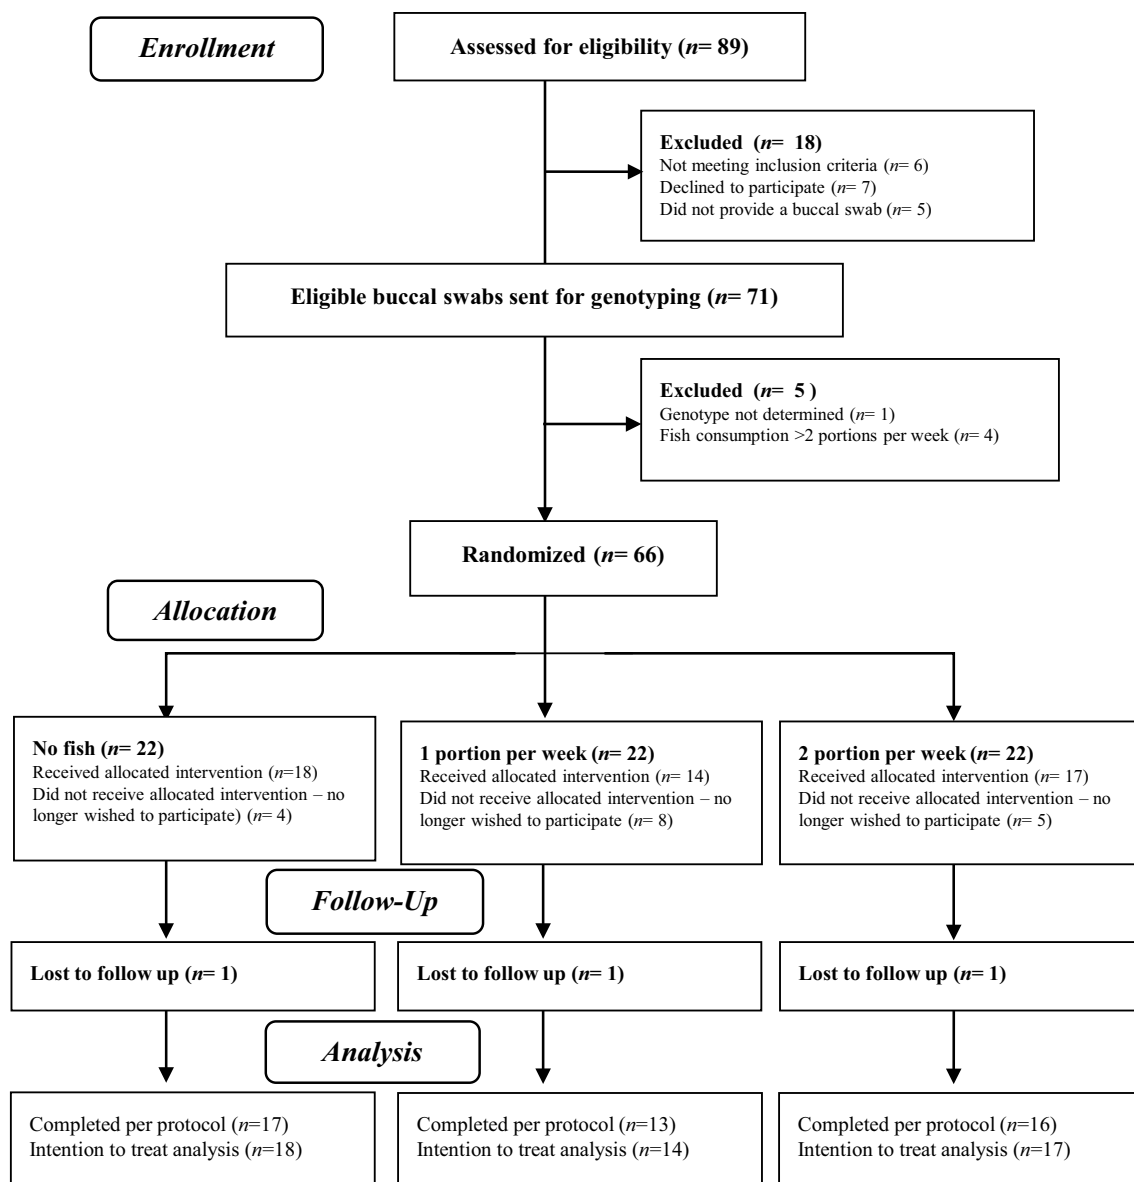 Enrollment
Assessed for eligibility (n= 89)
Excluded (n= 18)
Not meeting inclusion criteria (n= 6)
Declined to participate (n= 7)
Did not provide a buccal swab (n= 5)
Eligible buccal swabs sent for genotyping (n= 71)
Excluded (n= 5 )
Genotype not determined (n= 1)
Fish consumption >2 portions per week (n= 4)
Randomized (n= 66)
Allocation
No fish (n= 22)
Received allocated intervention (n=18)
Did not receive allocated intervention – no
longer wished to participate) (n= 4)
1 portion per week (n= 22)
Received allocated intervention (n= 14)
Did not receive allocated intervention – no
longer wished to participate (n= 8)
2 portion per week (n= 22)
Received allocated intervention (n= 17)
Did not receive allocated intervention – no
longer wished to participate (n= 5)
Follow-Up
Lost to follow up (n= 1)
Lost to follow up (n= 1)
Lost to follow up (n= 1)
Analysis
Completed per protocol (n=17)
Intention to treat analysis (n=18)
Completed per protocol (n=13)
Intention to treat analysis (n=14)
Completed per protocol (n=16)
Intention to treat analysis (n=17)